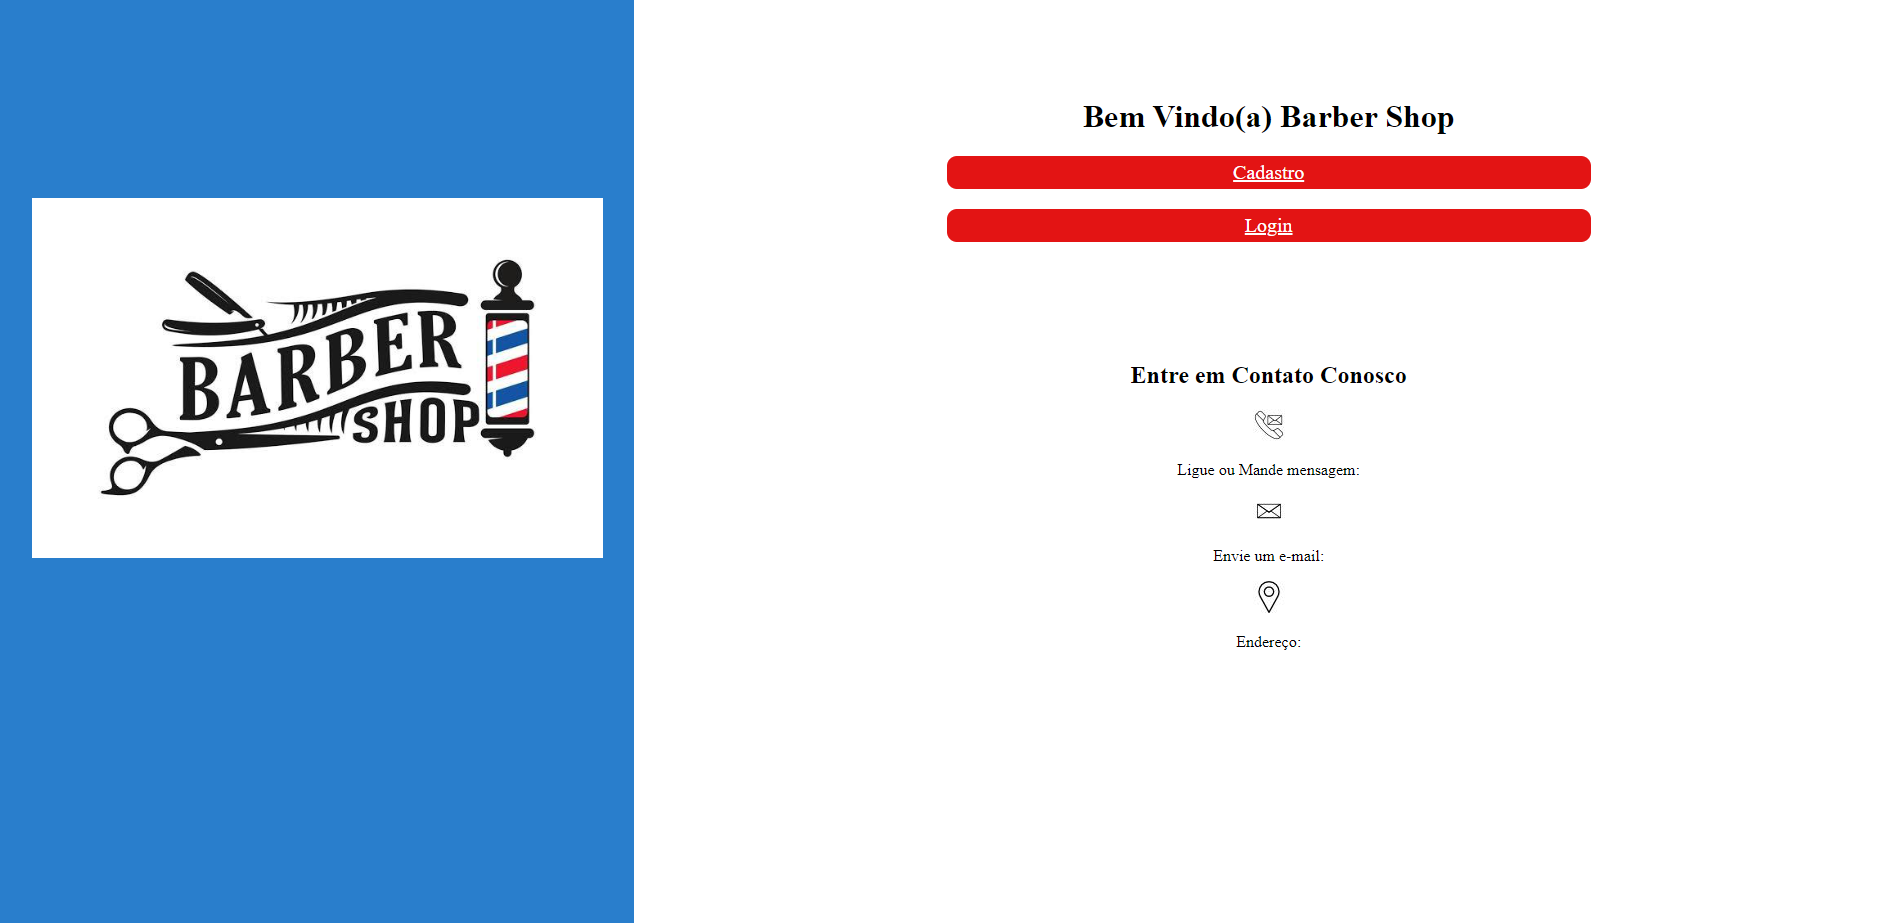 BARBER
SHOP
Bem Vindo(a) Barber Shop
Cadastro
Login
Entre em Contato Conosco
Ligue ou Mande mensagem:
Envie um e-mail:
Endereço: